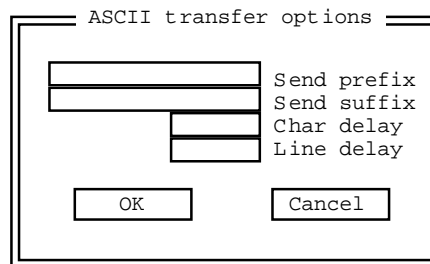 ASCII transfer options
Send prefix
Send suffix
Char delay
Line delay
OK Cancel